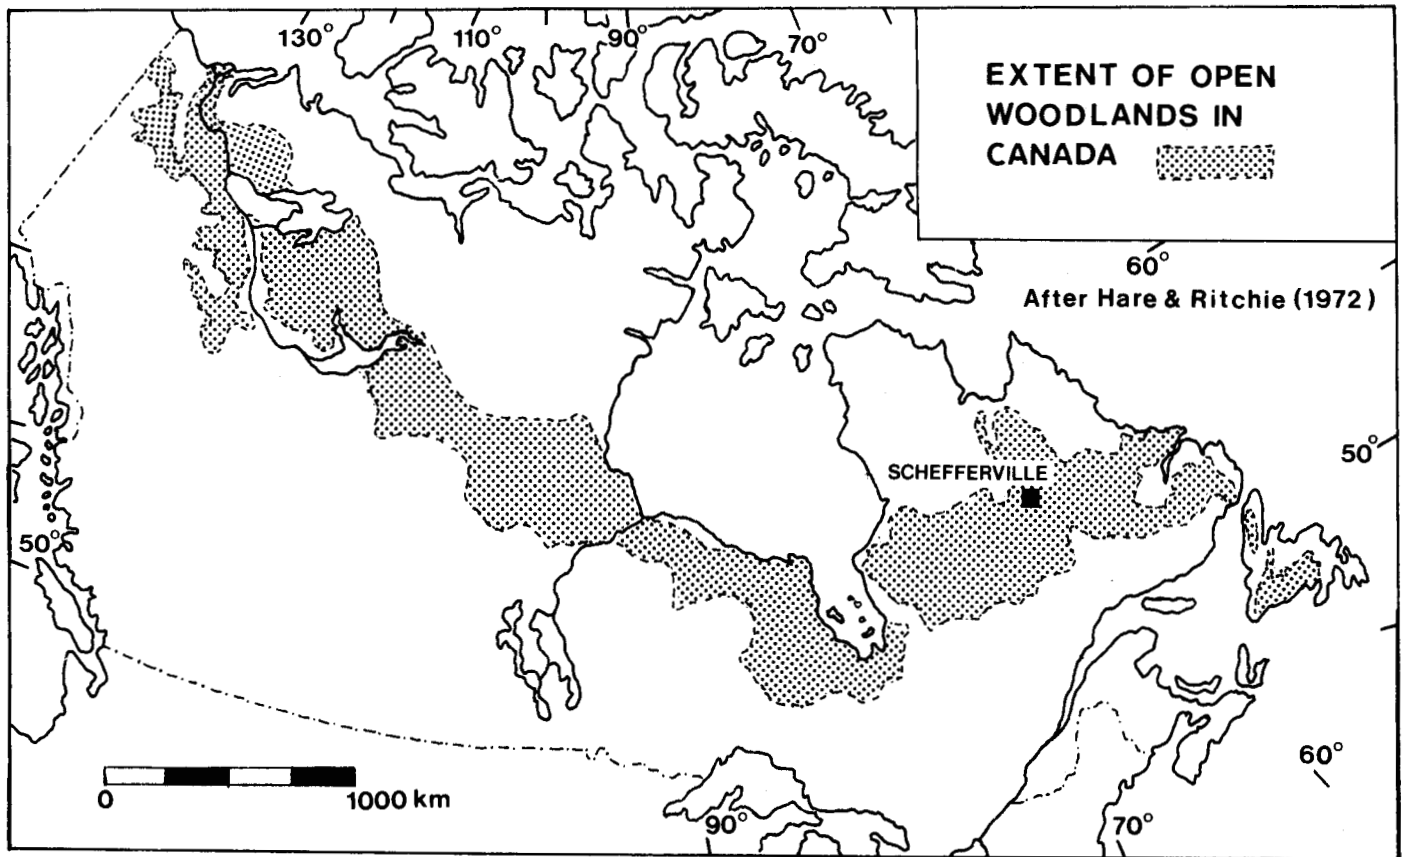 130° 110° 90° 70°
EXTENT OF OPEN
WOODLANDS IN
CANADA
60°
After Hare & Ritchie (1972)
50°
SCHEFFERVILLE
50°
60°
0 1000 km
90° 70°